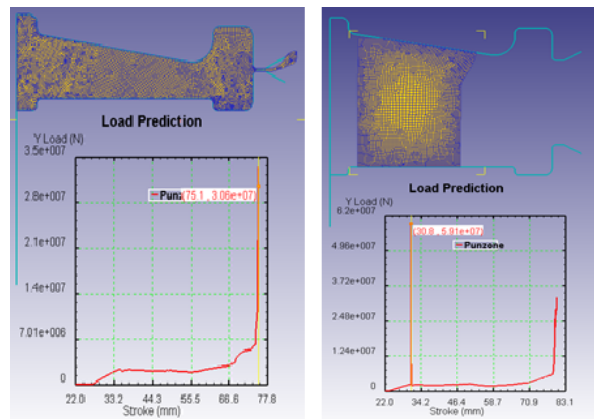 Load Prediction
Y Load (N)
3.5e+007
2.8e+007
2.1e+007
1.4e+007
7.01e+006
0
(75.1 , 3.06e+07)
22.0 33.2 44.3 55.5 66.6 77.8
Stroke (mm)
Load Prediction
Y Load (N)
6.2e+007
4.96e+007
3.72e+007
2.48e+007
1.24e+007
0
(30.8 , 5.91e+07)
Punzone
22.0 34.2 46.4 58.7 70.9 83.1
Stroke (mm)